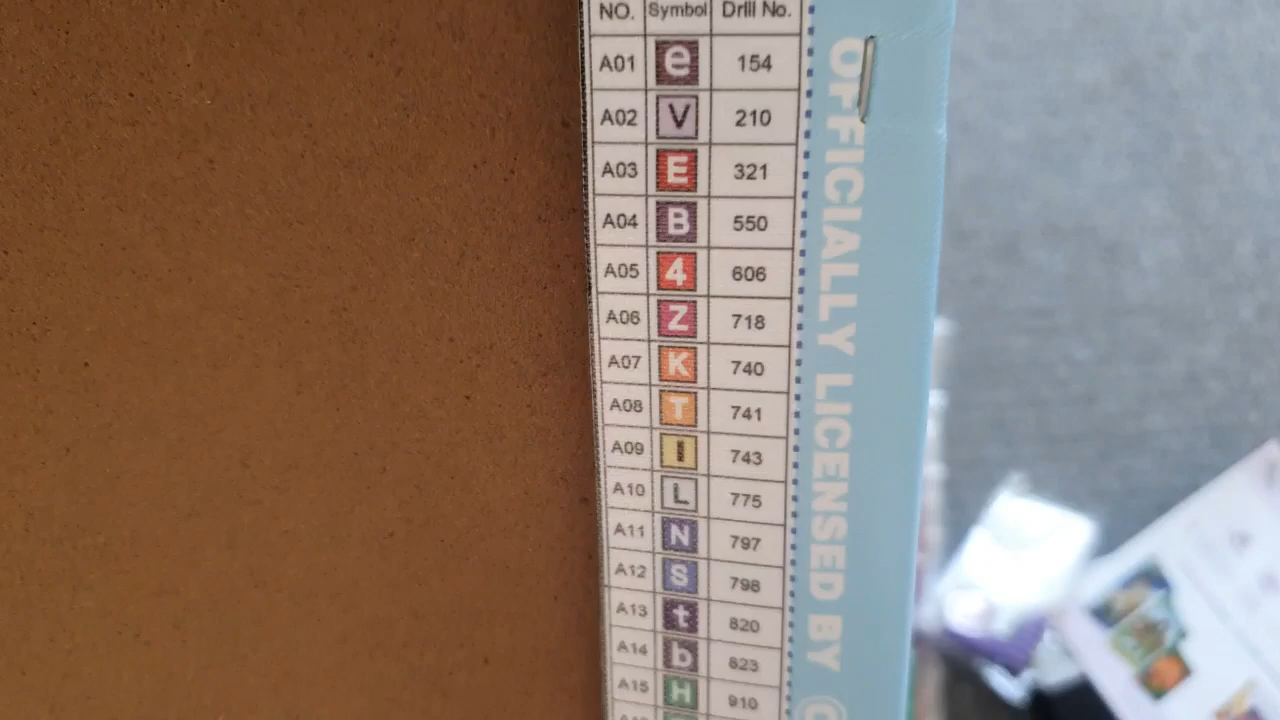 NO. Symbol Drill No.
A01 e 154
A02 V 210
A03 E 321
A04 B 550
A05 4 606
A06 Z 718
A07 K 740
A08 T 741
A09 I 743
A10 L 775
A11 N 797
A12 S 798
A13 t 820
A14 b 823
A15 H 910
OFFICIALLY LICENSED BY